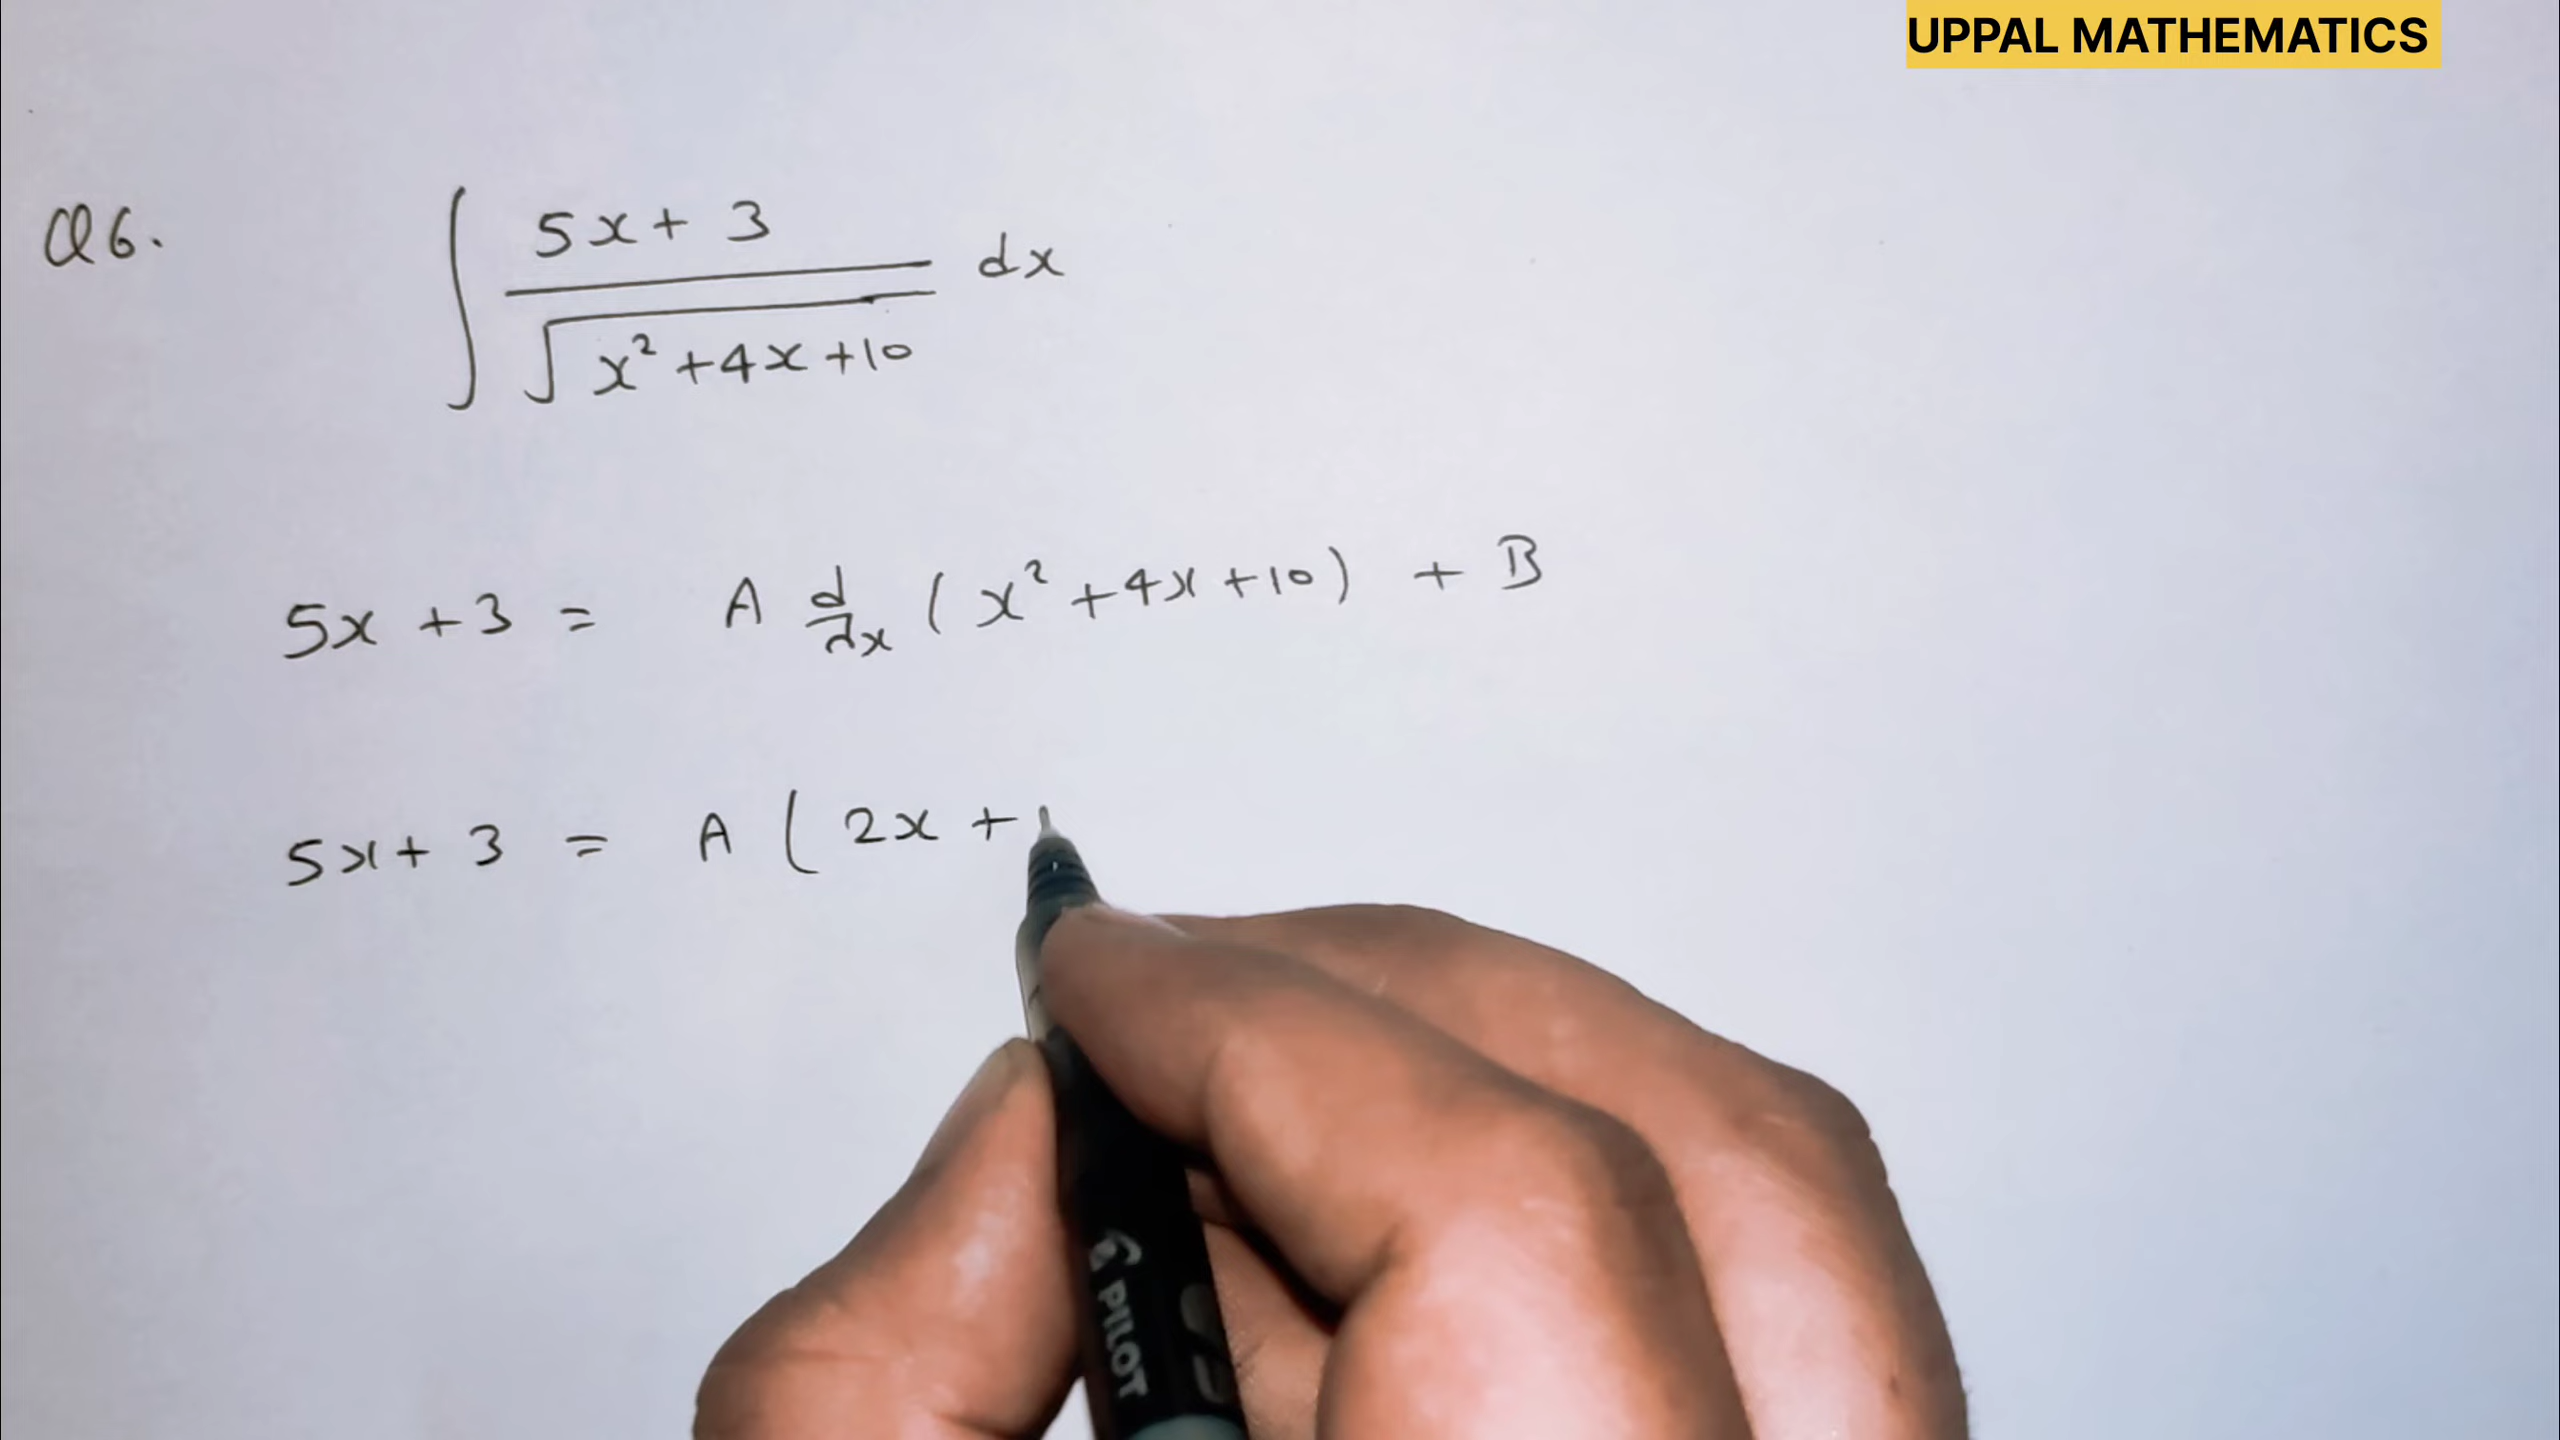 UPPAL MATHEMATICS
Q6. ∫ (5x + 3) / √(x² + 4x + 10) dx
5x + 3 = A d/dx (x² + 4x + 10) + B
5x + 3 = A ( 2x +
PILOT